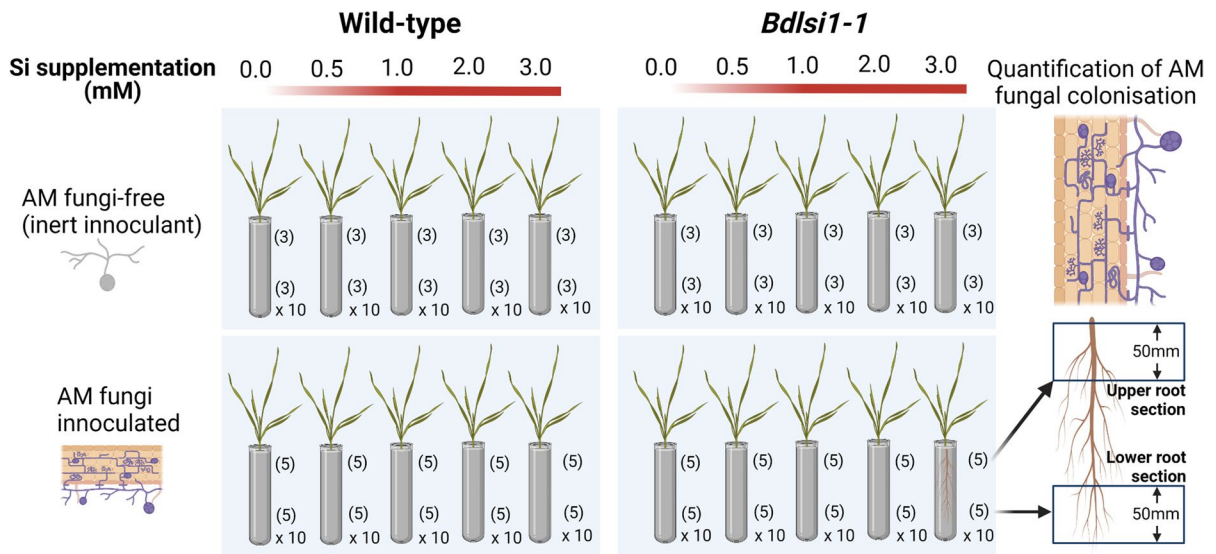 Wild-type
Bdlsi1-1
Si supplementation
(mM)
0.0 0.5 1.0 2.0 3.0
0.0 0.5 1.0 2.0 3.0
Quantification of AM
fungal colonisation
AM fungi-free
(inert innoculant)
(3) (3) (3) (3) (3)
(3) (3) (3) (3) (3)
x 10 x 10 x 10 x 10 x 10
(3) (3) (3) (3) (3)
(3) (3) (3) (3) (3)
x 10 x 10 x 10 x 10 x 10
AM fungi
innoculated
(5) (5) (5) (5) (5)
(5) (5) (5) (5) (5)
x 10 x 10 x 10 x 10 x 10
(5) (5) (5) (5) (5)
(5) (5) (5) (5) (5)
x 10 x 10 x 10 x 10 x 10
50mm
Upper root
section
Lower root
section
50mm